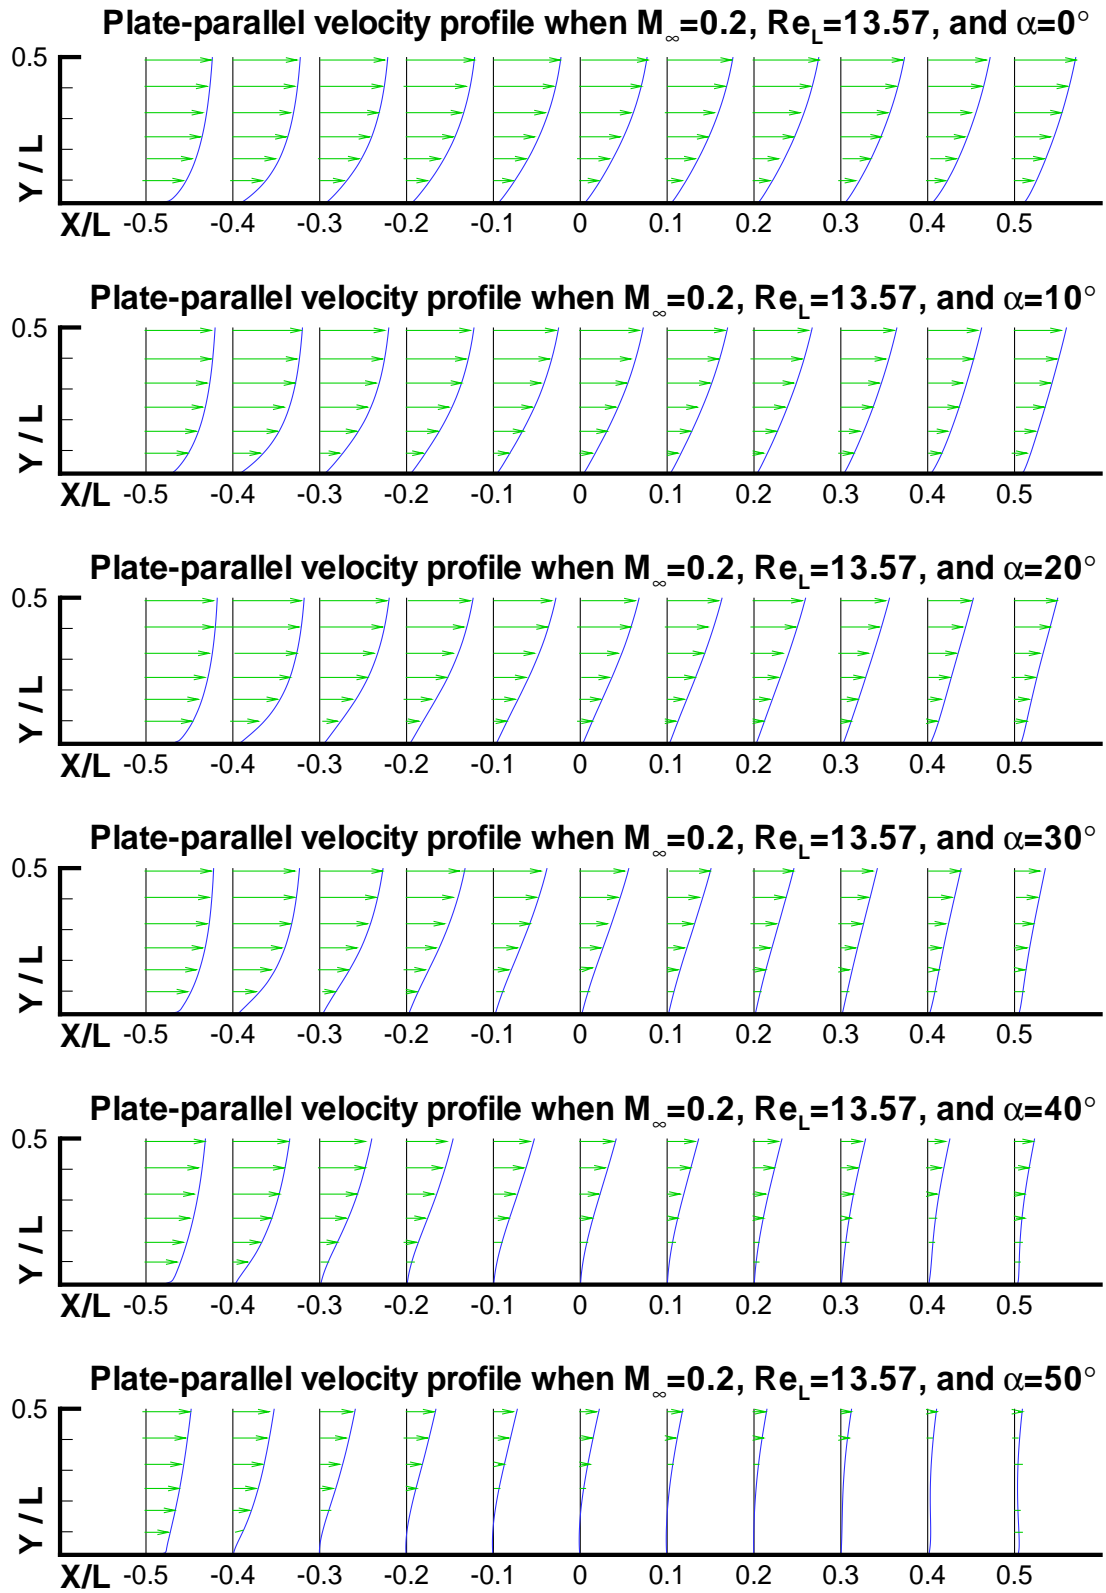 Plate-parallel velocity profile when M∞=0.2, Re_L=13.57, and α=0°
0.5
Y / L
X/L -0.5 -0.4 -0.3 -0.2 -0.1 0 0.1 0.2 0.3 0.4 0.5
Plate-parallel velocity profile when M∞=0.2, Re_L=13.57, and α=10°
0.5
Y / L
X/L -0.5 -0.4 -0.3 -0.2 -0.1 0 0.1 0.2 0.3 0.4 0.5
Plate-parallel velocity profile when M∞=0.2, Re_L=13.57, and α=20°
0.5
Y / L
X/L -0.5 -0.4 -0.3 -0.2 -0.1 0 0.1 0.2 0.3 0.4 0.5
Plate-parallel velocity profile when M∞=0.2, Re_L=13.57, and α=30°
0.5
Y / L
X/L -0.5 -0.4 -0.3 -0.2 -0.1 0 0.1 0.2 0.3 0.4 0.5
Plate-parallel velocity profile when M∞=0.2, Re_L=13.57, and α=40°
0.5
Y / L
X/L -0.5 -0.4 -0.3 -0.2 -0.1 0 0.1 0.2 0.3 0.4 0.5
Plate-parallel velocity profile when M∞=0.2, Re_L=13.57, and α=50°
0.5
Y / L
X/L -0.5 -0.4 -0.3 -0.2 -0.1 0 0.1 0.2 0.3 0.4 0.5